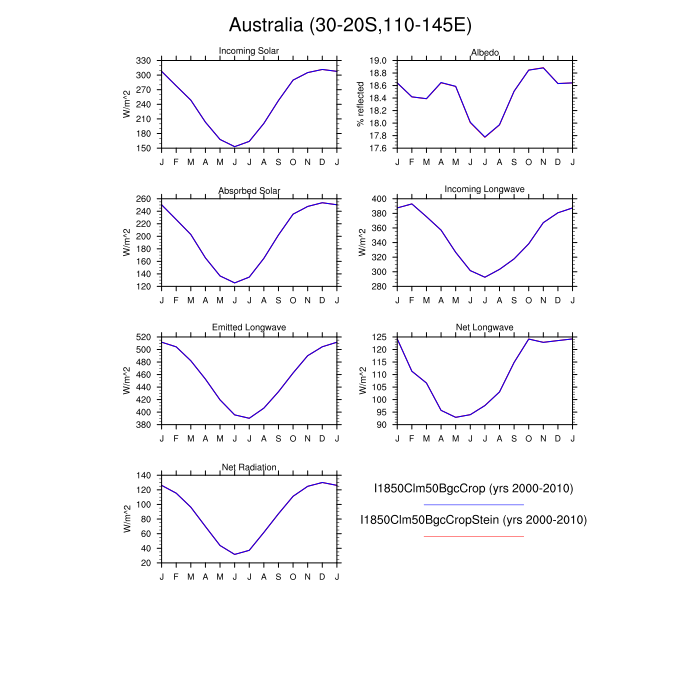 Australia (30-20S,110-145E)
Incoming Solar
W/m^2
330
300
270
240
210
180
150
J F M A M J J A S O N D J
Albedo
% reflected
19.0
18.8
18.6
18.4
18.2
18.0
17.8
17.6
J F M A M J J A S O N D J
Absorbed Solar
W/m^2
260
240
220
200
180
160
140
120
J F M A M J J A S O N D J
Incoming Longwave
W/m^2
400
380
360
340
320
300
280
J F M A M J J A S O N D J
Emitted Longwave
W/m^2
520
500
480
460
440
420
400
380
J F M A M J J A S O N D J
Net Longwave
W/m^2
125
120
115
110
105
100
95
90
J F M A M J J A S O N D J
Net Radiation
W/m^2
140
120
100
80
60
40
20
J F M A M J J A S O N D J
I1850Clm50BgcCrop (yrs 2000-2010)
I1850Clm50BgcCropStein (yrs 2000-2010)